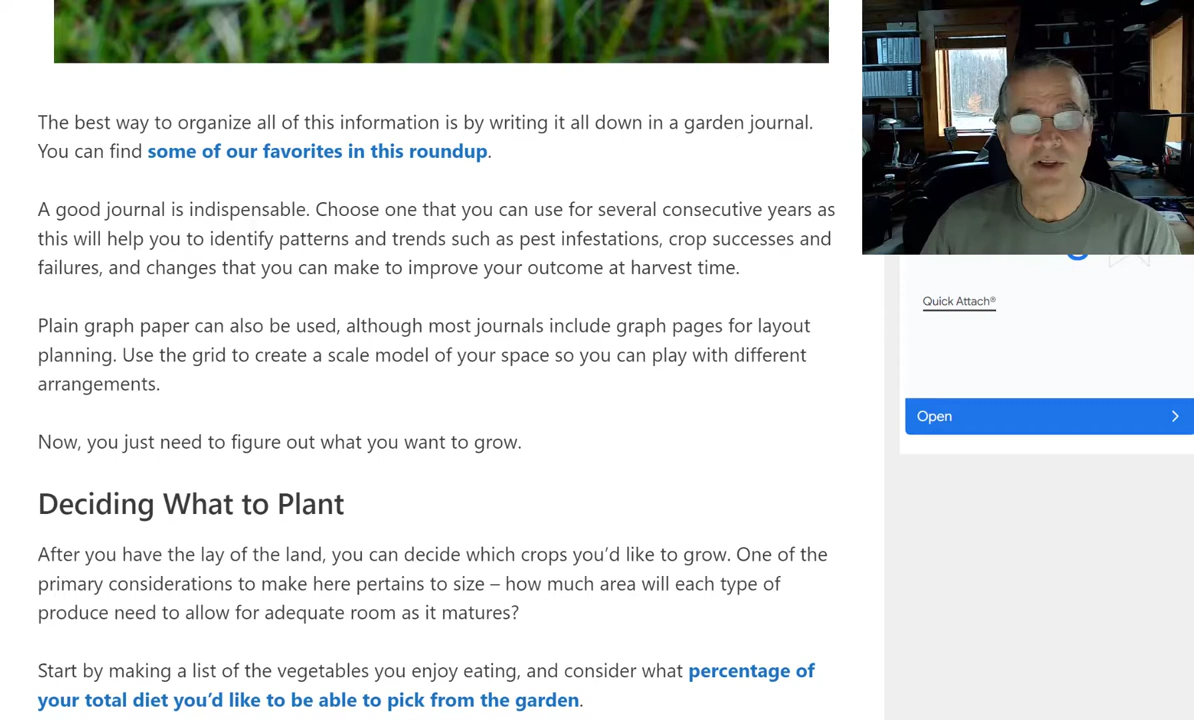 The best way to organize all of this information is by writing it all down in a garden journal.
You can find some of our favorites in this roundup.
A good journal is indispensable. Choose one that you can use for several consecutive years as
this will help you to identify patterns and trends such as pest infestations, crop successes and
failures, and changes that you can make to improve your outcome at harvest time.
Plain graph paper can also be used, although most journals include graph pages for layout
planning. Use the grid to create a scale model of your space so you can play with different
arrangements.
Now, you just need to figure out what you want to grow.
Deciding What to Plant
After you have the lay of the land, you can decide which crops you’d like to grow. One of the
primary considerations to make here pertains to size – how much area will each type of
produce need to allow for adequate room as it matures?
Start by making a list of the vegetables you enjoy eating, and consider what percentage of
your total diet you’d like to be able to pick from the garden.
Quick Attach®
Open